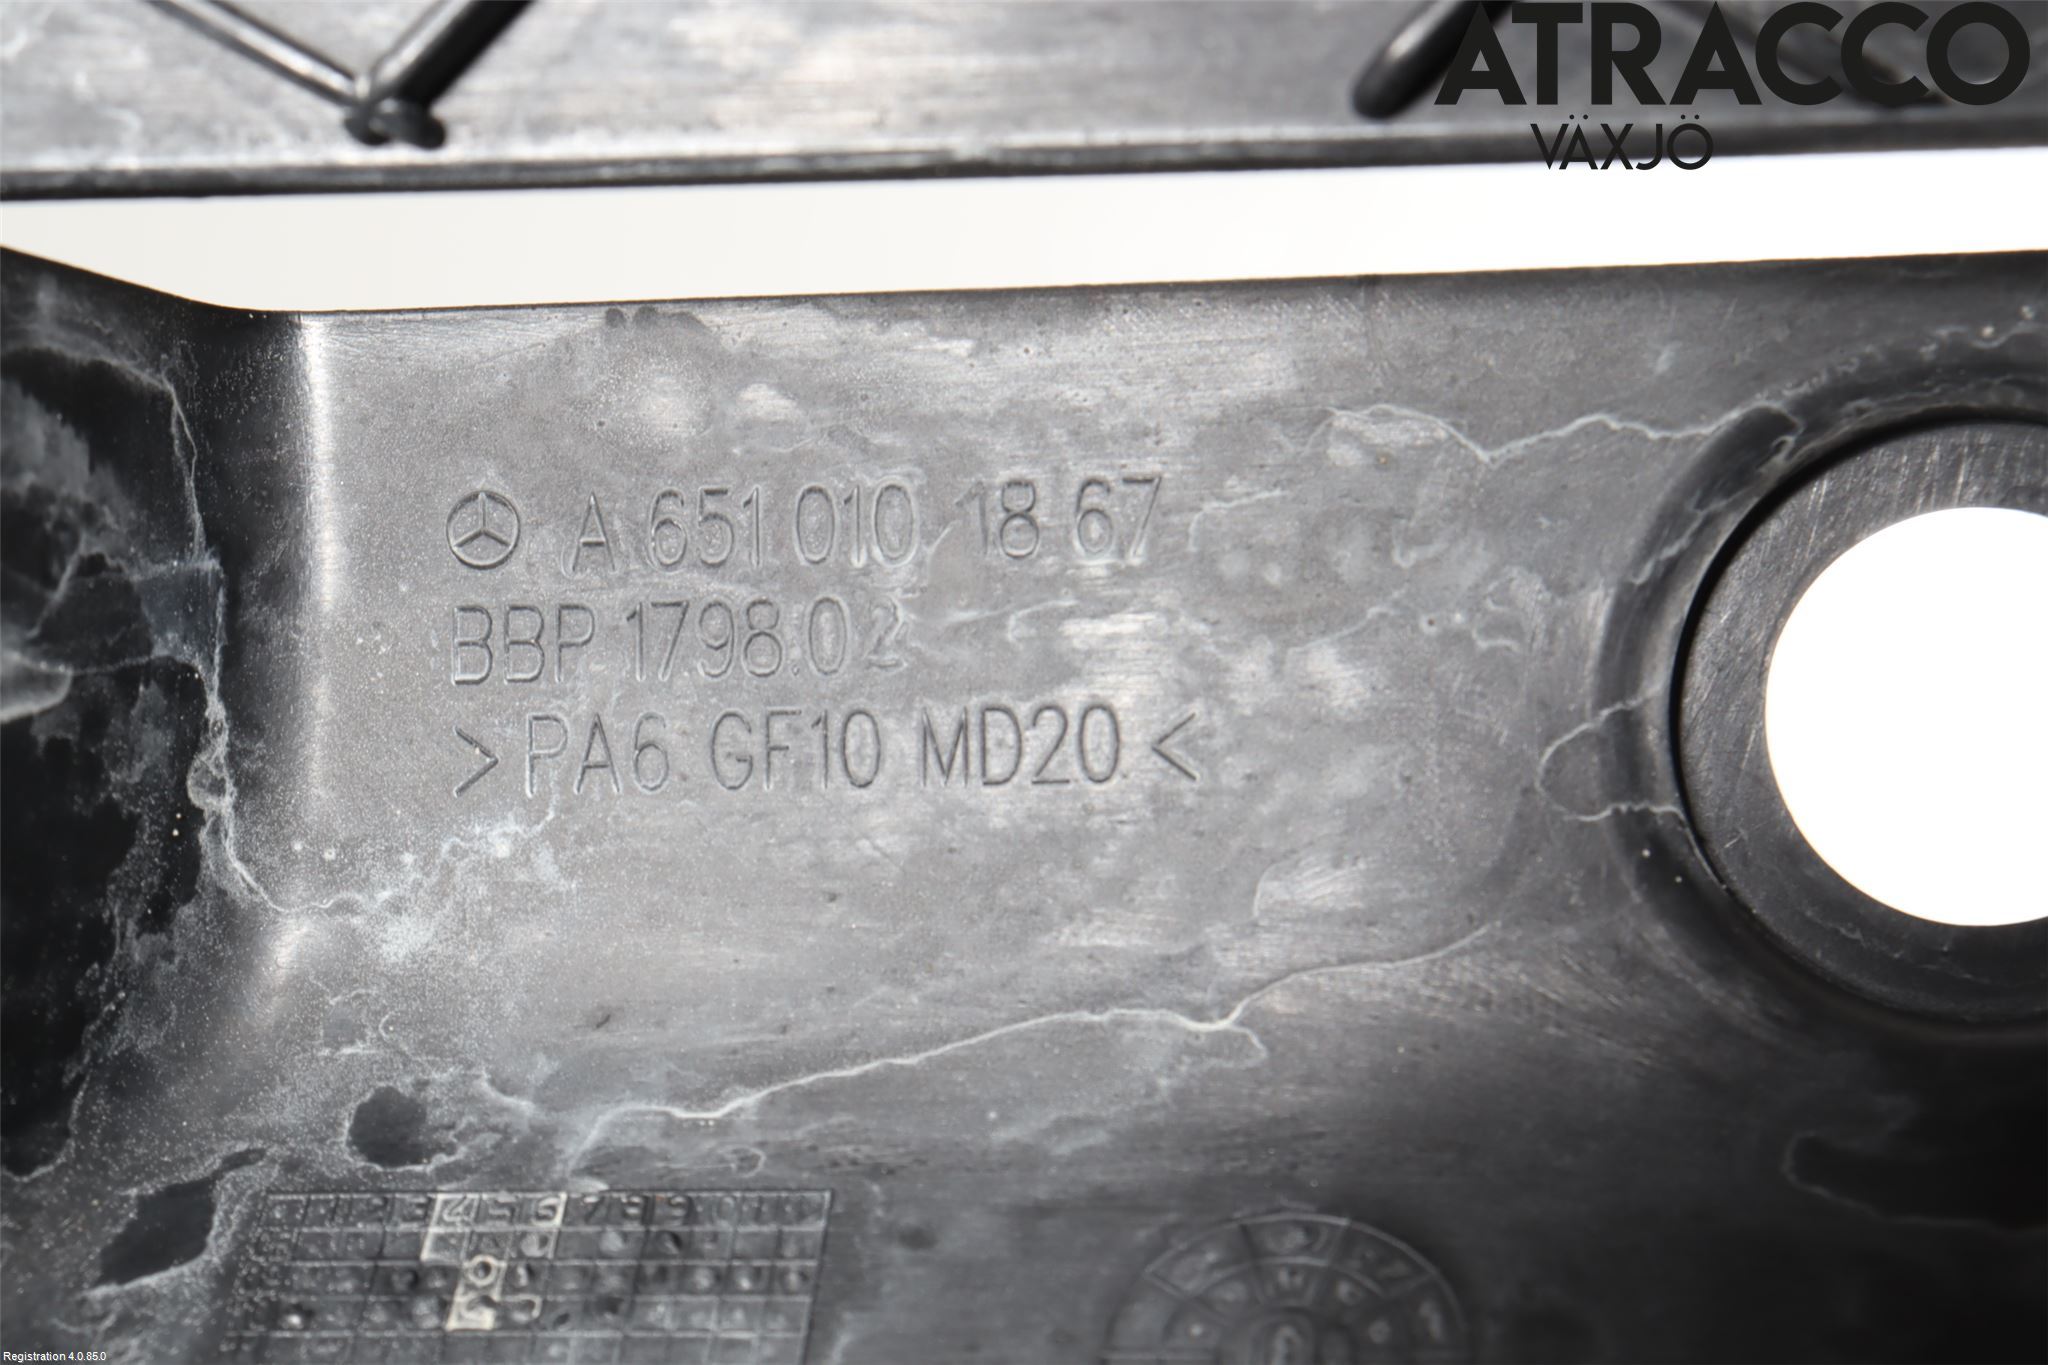 ATRACCO
VÄXJÖ
A 651 010 18 67
BBP 1798.02
>PA6 GF10 MD20<
Registration 4.0.85.0